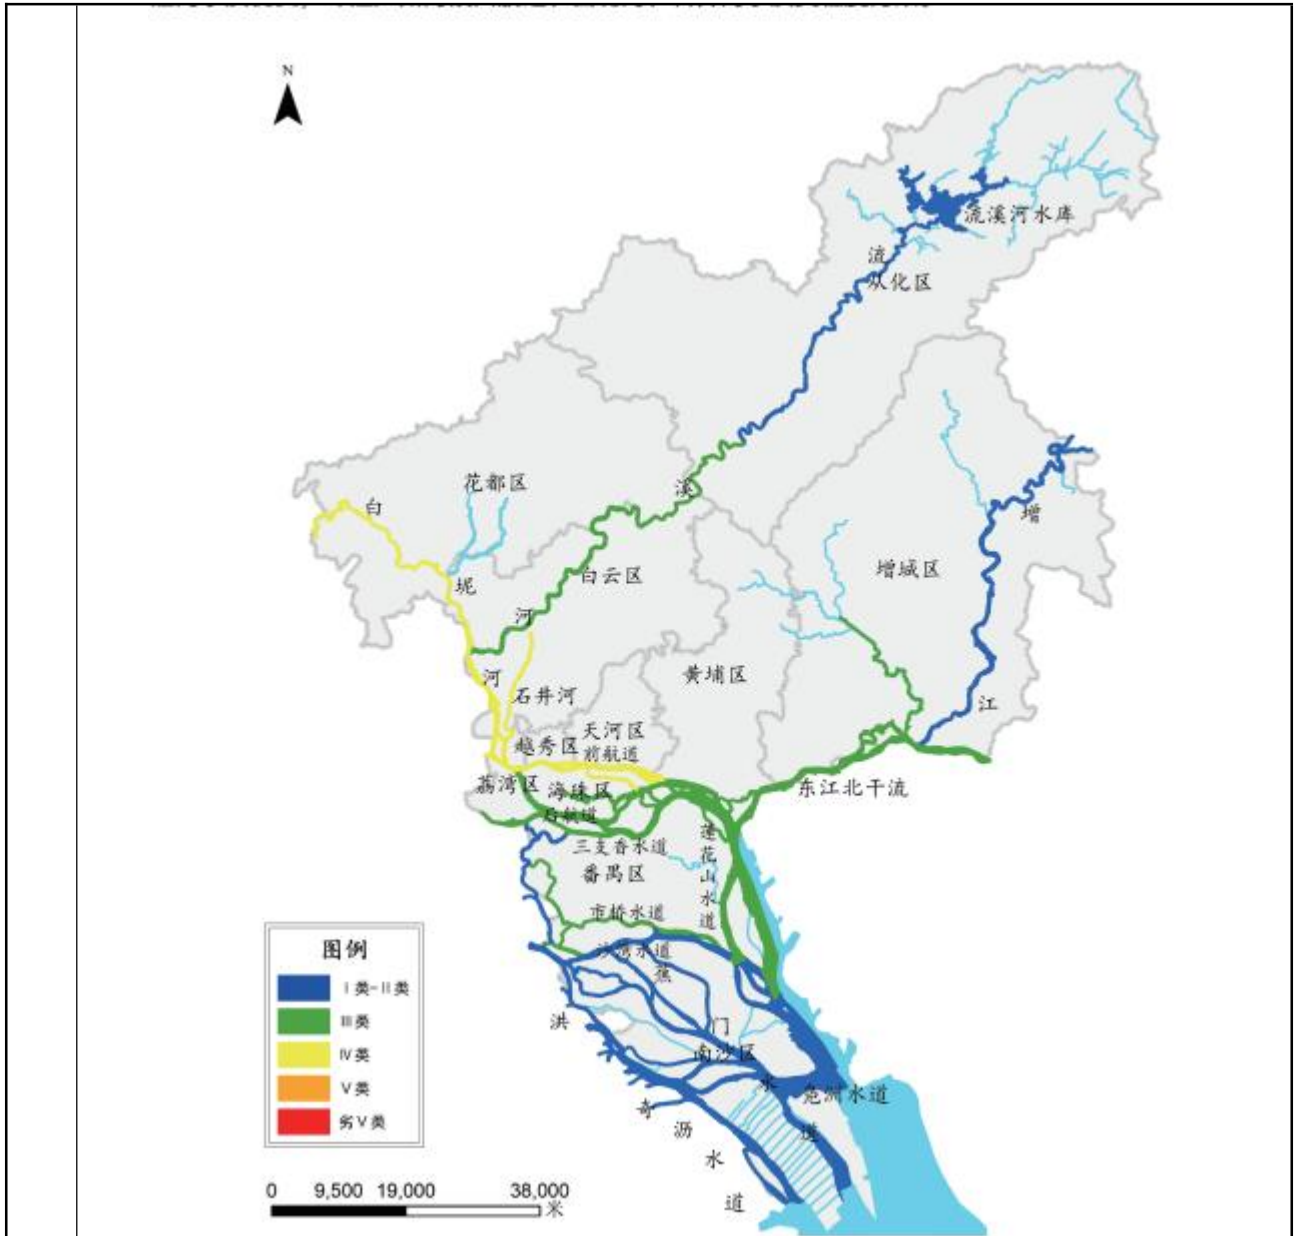 N
流溪河水库
流
从化区
花都区
溪
白
增
增城区
白云区
坭
河
黄埔区
河
石井河
江
天河区
越秀区
前航道
荔湾区
海珠区
东江北干流
后航道
莲花山水道
三支香水道
番禺区
市桥水道
沙湾水道
蕉
门
水
道
洪
奇
沥
水
道
南沙区
凫洲水道
图例
Ⅰ类-Ⅱ类
Ⅲ类
Ⅳ类
Ⅴ类
劣Ⅴ类
0 9,500 19,000 38,000
米